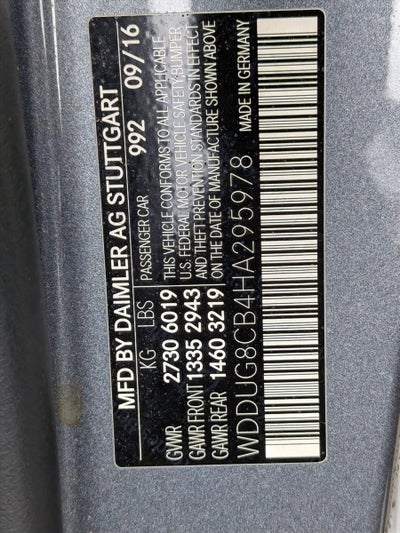 MFD BY DAIMLER AG STUTTGART
992 09/16
KG LBS PASSENGER CAR
GVWR 2730 6019 THIS VEHICLE CONFORMS TO ALL APPLICABLE
U.S. FEDERAL MOTOR VEHICLE SAFETY, BUMPER
GAWR FRONT 1335 2943 AND THEFT PREVENTION STANDARDS IN EFFECT
GAWR REAR 1460 3219 ON THE DATE OF MANUFACTURE SHOWN ABOVE
WDDUG8CB4HA295978 MADE IN GERMANY